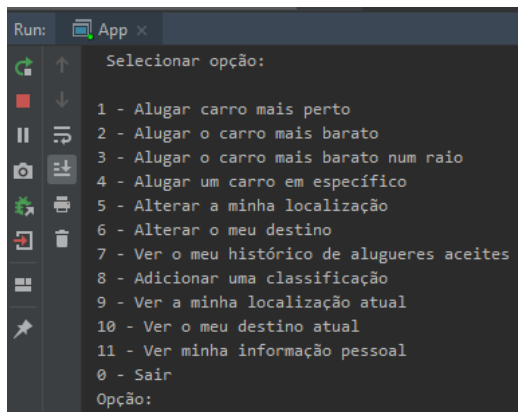 Run: App
Selecionar opção:
1 - Alugar carro mais perto
2 - Alugar o carro mais barato
3 - Alugar o carro mais barato num raio
4 - Alugar um carro em específico
5 - Alterar a minha localização
6 - Alterar o meu destino
7 - Ver o meu histórico de alugueres aceites
8 - Adicionar uma classificação
9 - Ver a minha localização atual
10 - Ver o meu destino atual
11 - Ver minha informação pessoal
0 - Sair
Opção: